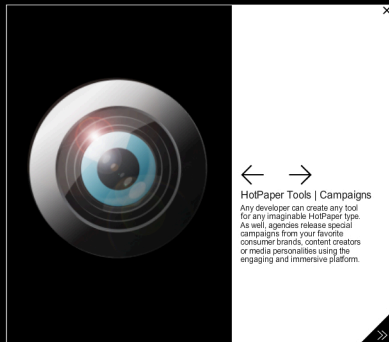 HotPaper Tools | Campaigns
Any developer can create any tool
for any imaginable HotPaper type.
As well, agencies release special
campaigns from your favorite
consumer brands, content creators
or media personalities using the
engaging and immersive platform.